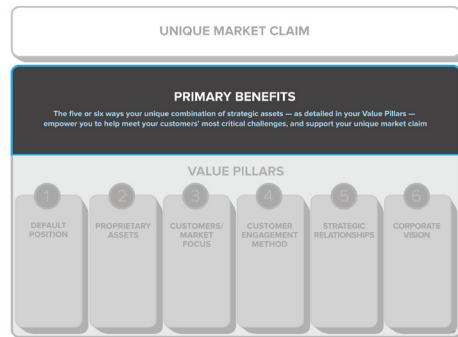 UNIQUE MARKET CLAIM
PRIMARY BENEFITS
The five or six ways your unique combination of strategic assets — as detailed in your Value Pillars —
empower you to help meet your customers' most critical challenges, and support your unique market claim
VALUE PILLARS
1 2 3 4 5 6
DEFAULT
POSITION
PROPRIETARY
ASSETS
CUSTOMERS/
MARKET
FOCUS
CUSTOMER
ENGAGEMENT
METHOD
STRATEGIC
RELATIONSHIPS
CORPORATE
VISION